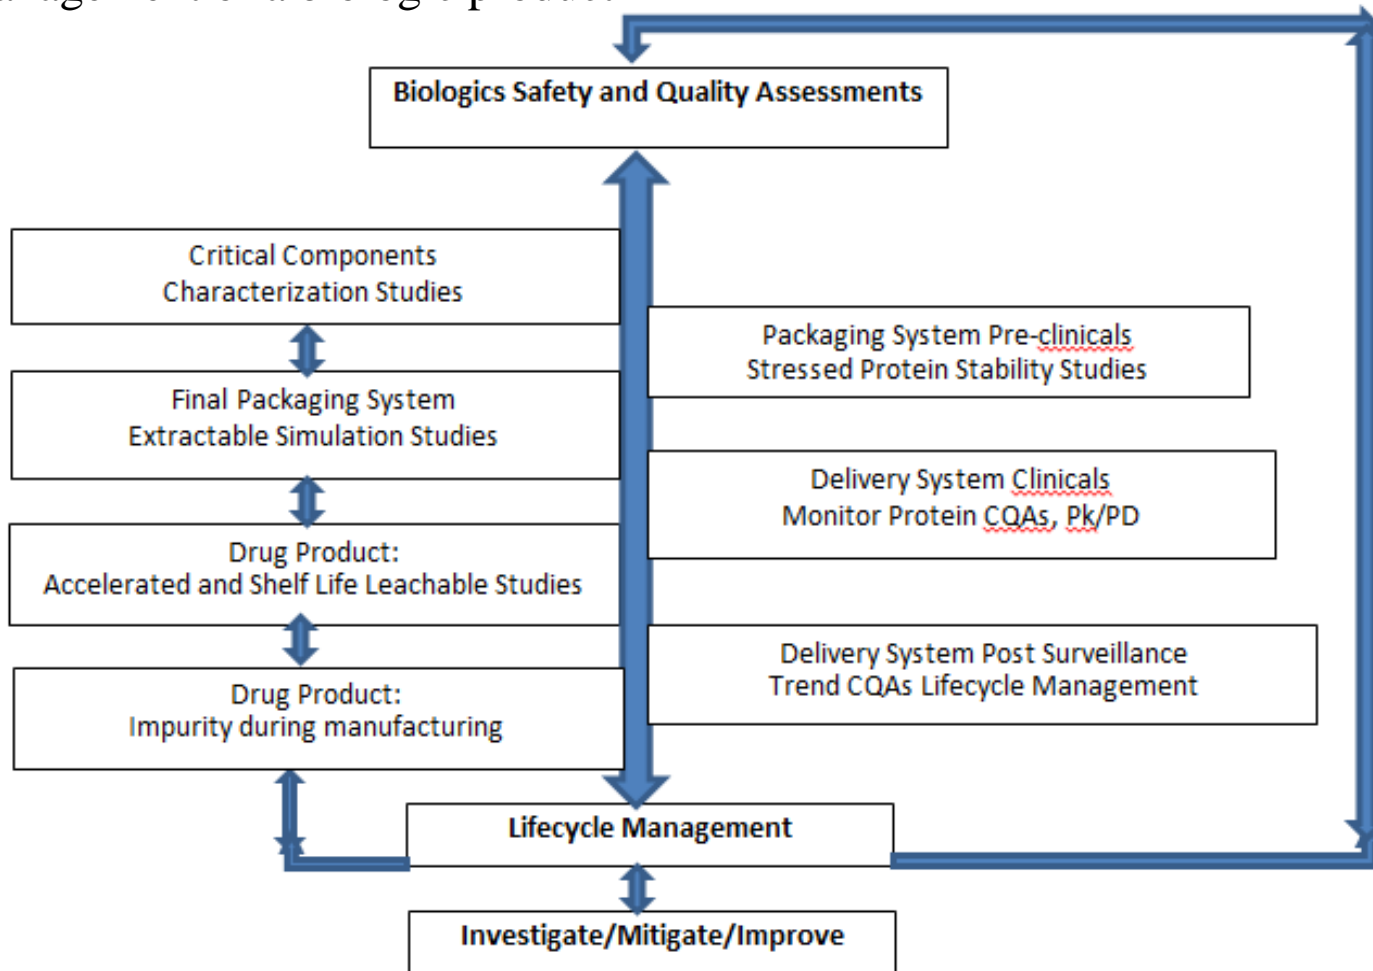 Biologics Safety and Quality Assessments
Critical Components
Characterization Studies
Packaging System Pre-clinicals
Stressed Protein Stability Studies
Final Packaging System
Extractable Simulation Studies
Delivery System Clinicals
Monitor Protein CQAs, Pk/PD
Drug Product:
Accelerated and Shelf Life Leachable Studies
Delivery System Post Surveillance
Trend CQAs Lifecycle Management
Drug Product:
Impurity during manufacturing
Lifecycle Management
Investigate/Mitigate/Improve